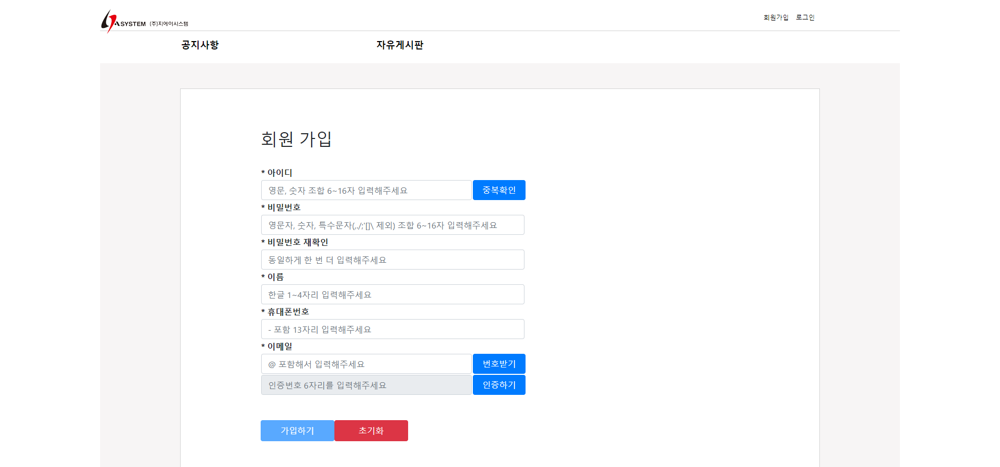 SYSTEM (주)지에이시스템
회원가입 로그인
공지사항 자유게시판
회원 가입
* 아이디
영문, 숫자 조합 6~16자 입력해주세요 중복확인
* 비밀번호
영문자, 숫자, 특수문자(,./;'[]\ 제외) 조합 6~16자 입력해주세요
* 비밀번호 재확인
동일하게 한 번 더 입력해주세요
* 이름
한글 1~4자리 입력해주세요
* 휴대폰번호
- 포함 13자리 입력해주세요
* 이메일
@ 포함해서 입력해주세요 번호받기
인증번호 6자리를 입력해주세요 인증하기
가입하기 초기화